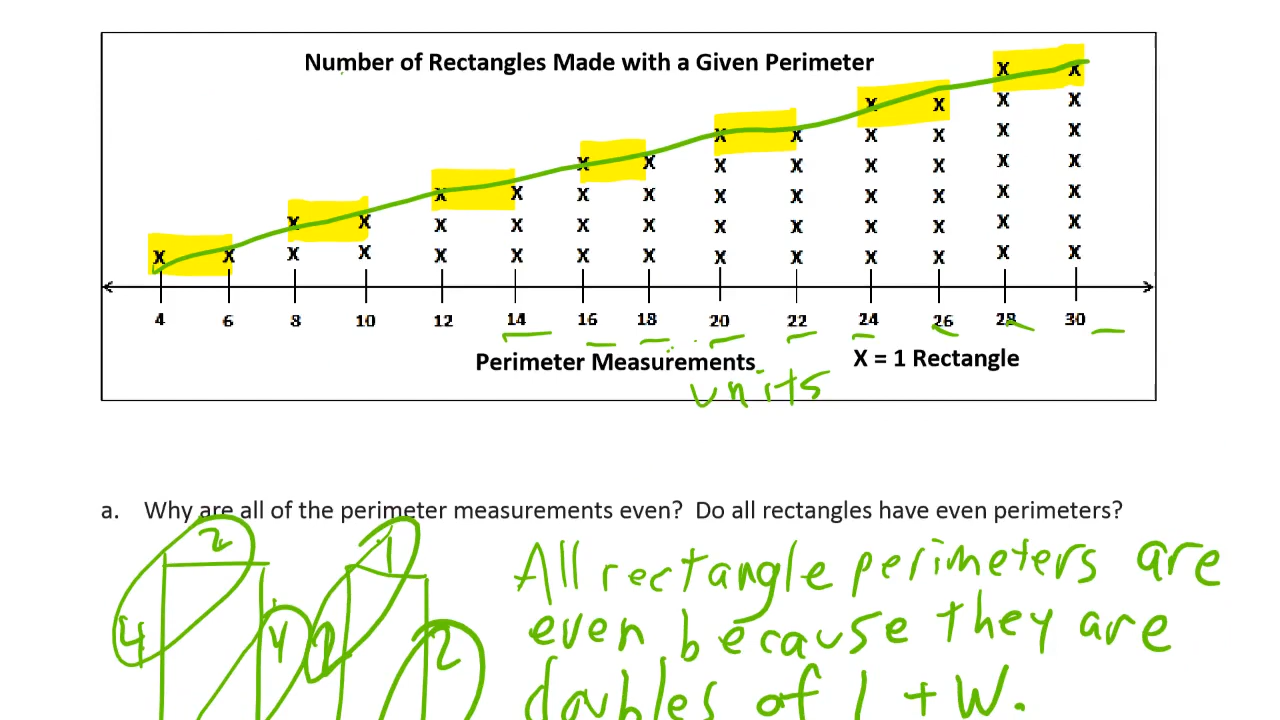 Number of Rectangles Made with a Given Perimeter
X X
X X X X
X X X X X X
X X X X X X X X
X X X X X X X X X X
X X X X X X X X X X X X
X X X X X X X X X X X X X X
4 6 8 10 12 14 16 18 20 22 24 26 28 30
Perimeter Measurements X = 1 Rectangle
units
a. Why are all of the perimeter measurements even? Do all rectangles have even perimeters?
2 1 All rectangle perimeters are
4 4 2 2 even because they are
doubles of l + W.